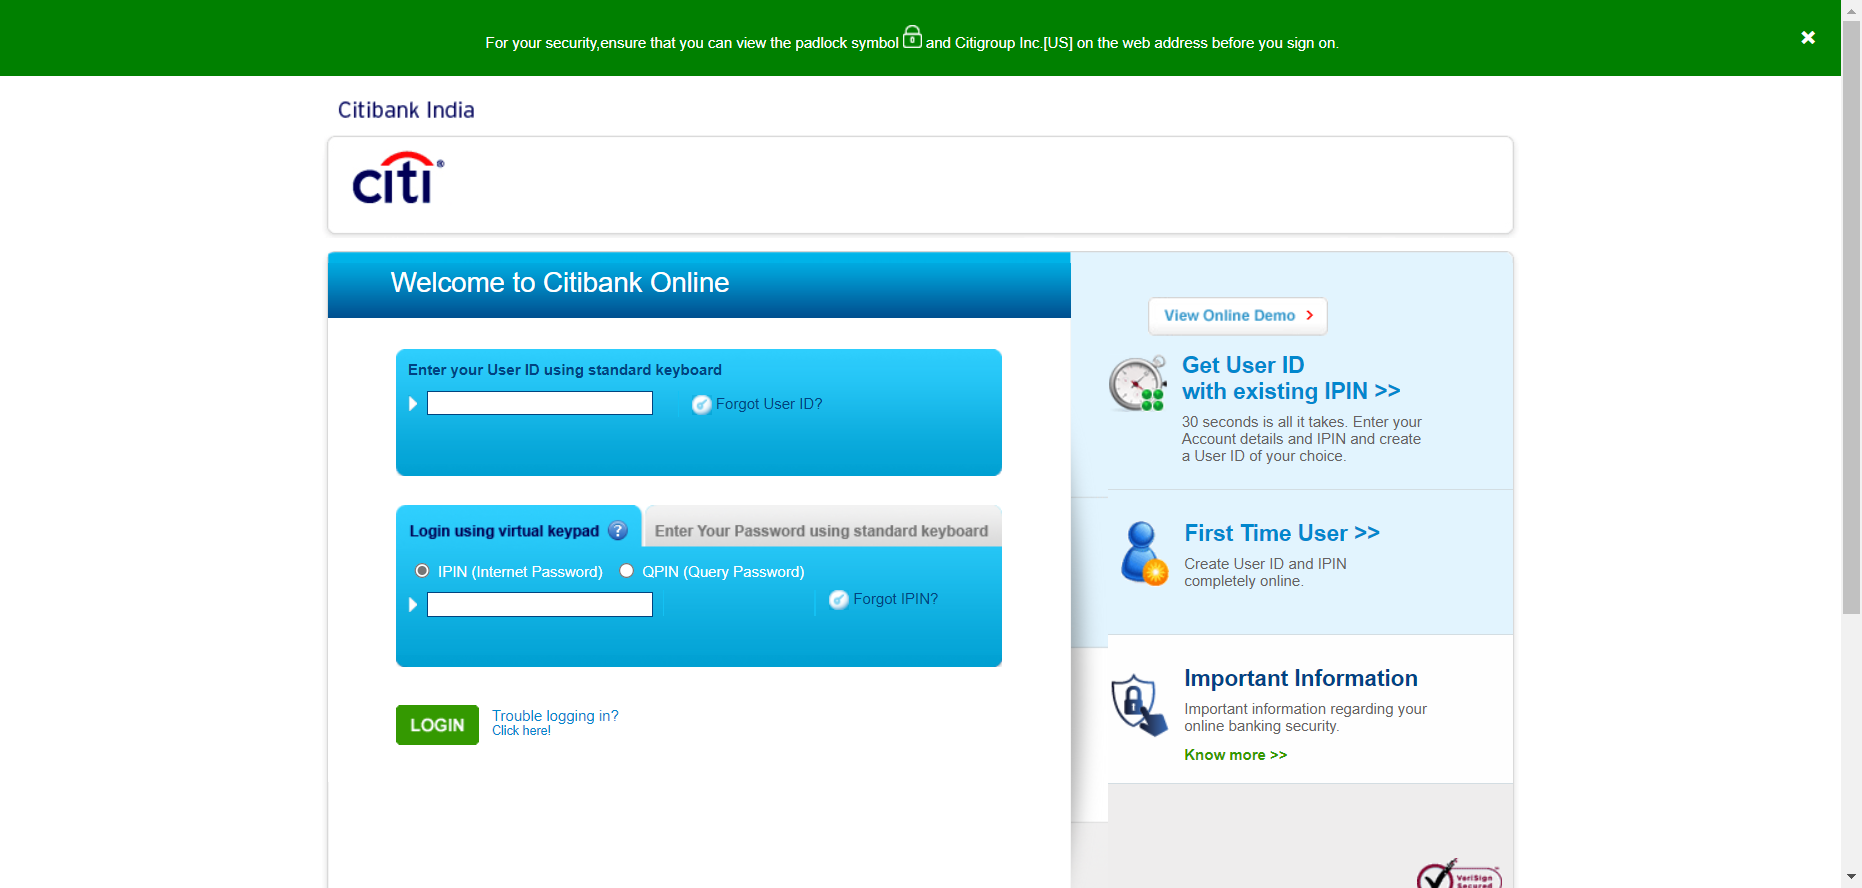 For your security,ensure that you can view the padlock symbol and Citigroup Inc.[US] on the web address before you sign on.
Citibank India
citi®
Welcome to Citibank Online
Enter your User ID using standard keyboard
Forgot User ID?
Login using virtual keypad ?
Enter Your Password using standard keyboard
IPIN (Internet Password)
QPIN (Query Password)
Forgot IPIN?
LOGIN
Trouble logging in?
Click here!
View Online Demo
Get User ID
with existing IPIN >>
30 seconds is all it takes. Enter your
Account details and IPIN and create
a User ID of your choice.
First Time User >>
Create User ID and IPIN
completely online.
Important Information
Important information regarding your
online banking security.
Know more >>
VeriSign
Secured